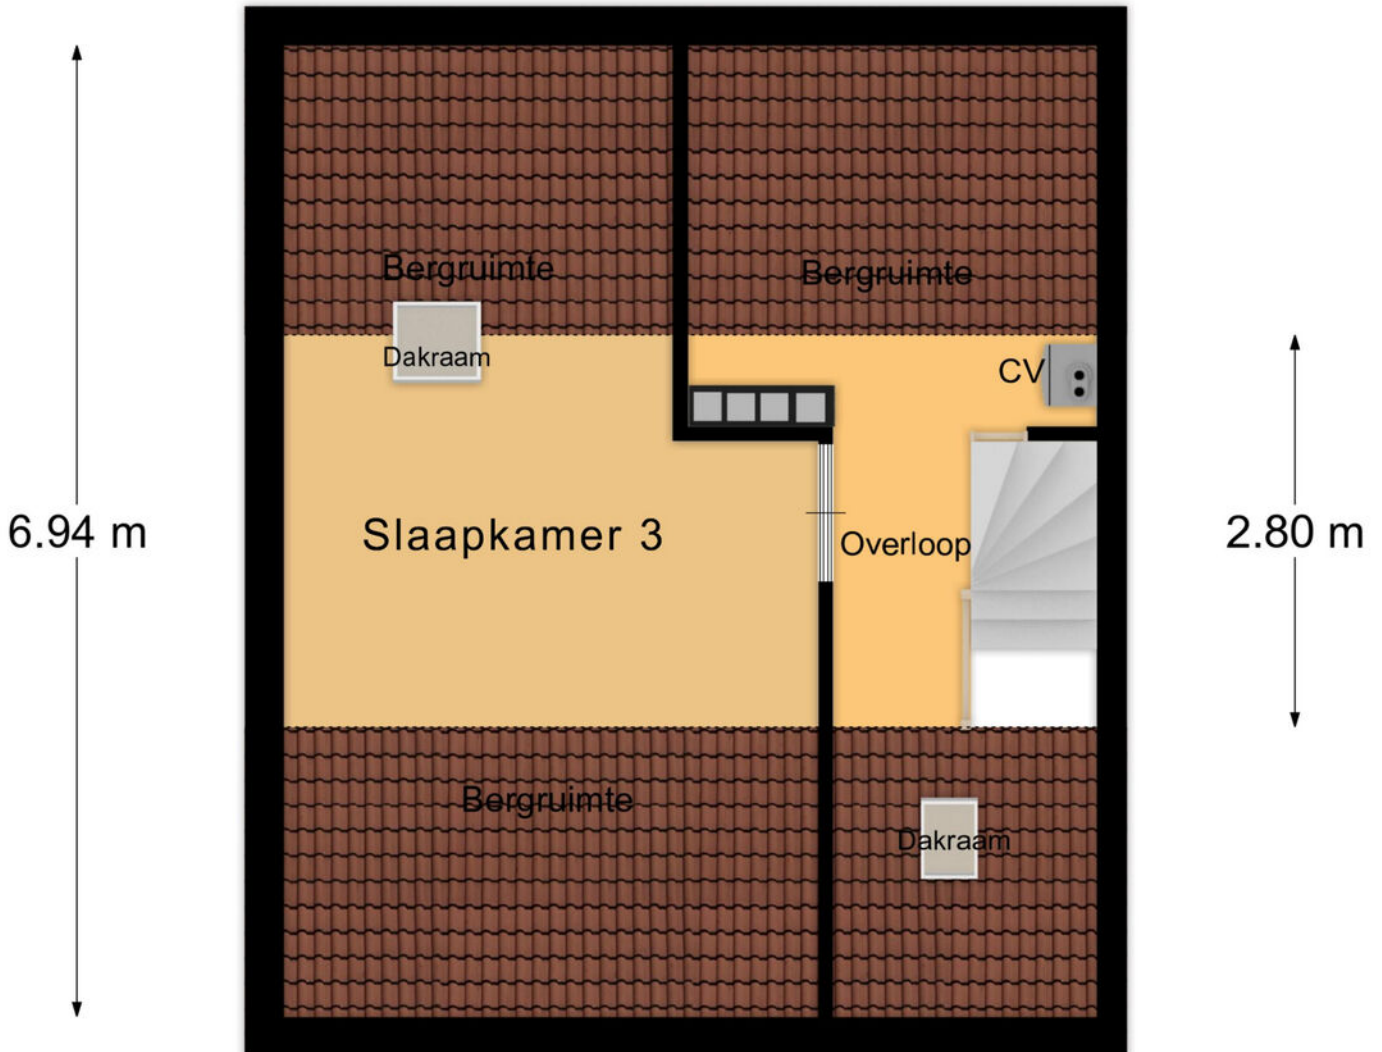 Bergruimte
Bergruimte
Dakraam
CV
6.94 m
Slaapkamer 3
Overloop
2.80 m
Bergruimte
Dakraam